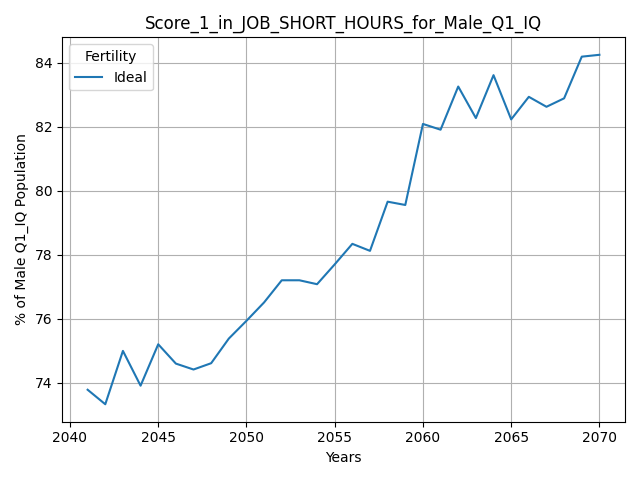 Score_1_in_JOB_SHORT_HOURS_for_Male_Q1_IQ
Fertility
Ideal
% of Male Q1_IQ Population
84
82
80
78
76
74
2040 2045 2050 2055 2060 2065 2070
Years